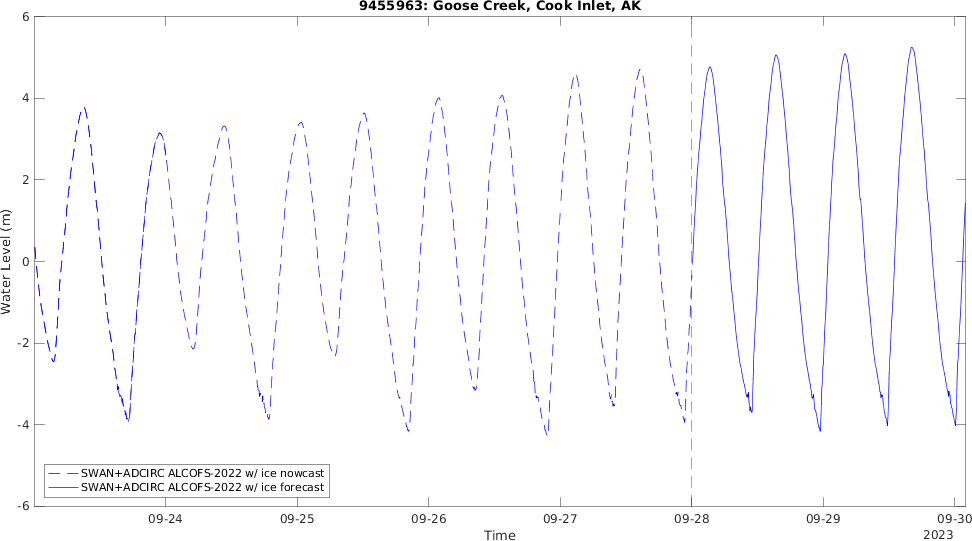 9455963: Goose Creek, Cook Inlet, AK
6
4
2
0
-2
-4
-6
Water Level (m)
SWAN+ADCIRC ALCOFS-2022 w/ ice nowcast
SWAN+ADCIRC ALCOFS-2022 w/ ice forecast
09-24 09-25 09-26 09-27 09-28 09-29 09-30
Time
2023